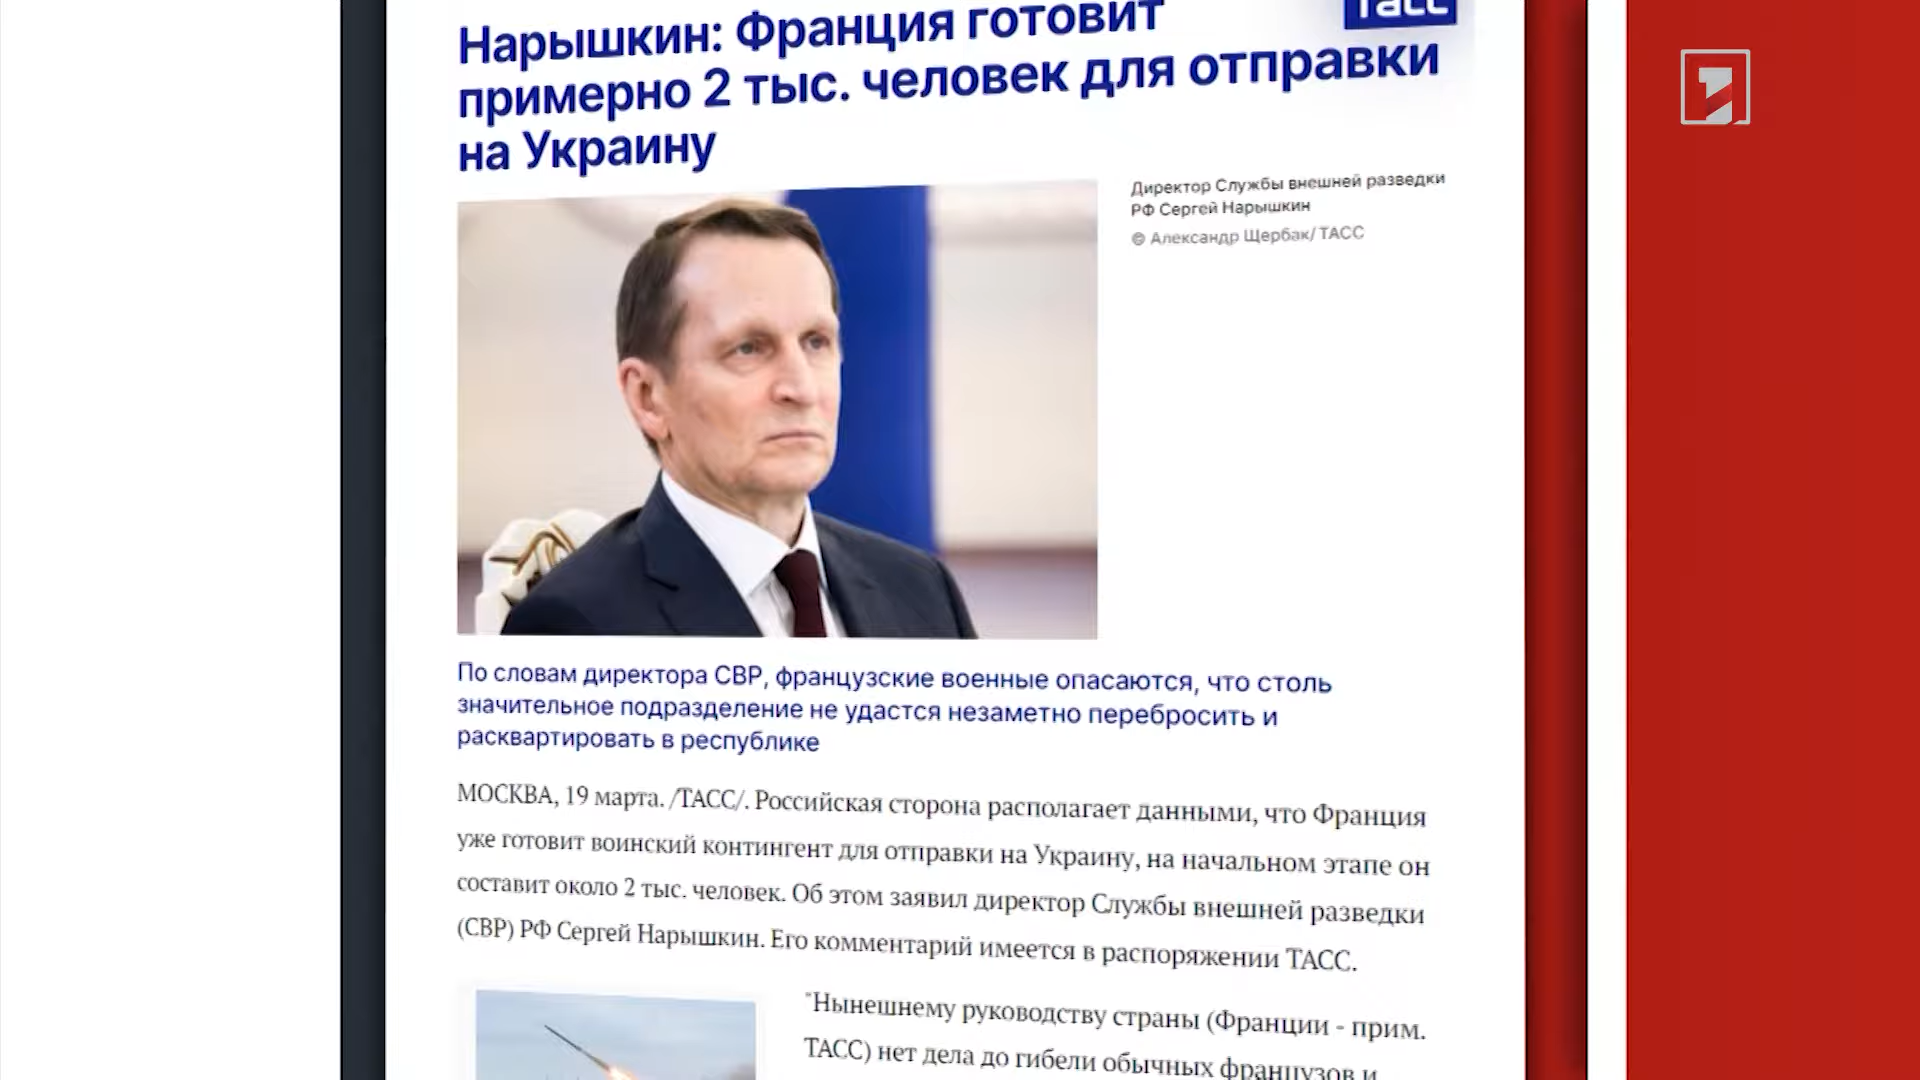 Нарышкин: Франция готовит
примерно 2 тыс. человек для отправки
на Украину
тасс
Директор Службы внешней разведки
РФ Сергей Нарышкин
© Александр Щербак/ ТАСС
По словам директора СВР, французские военные опасаются, что столь
значительное подразделение не удастся незаметно перебросить и
расквартировать в республике
МОСКВА, 19 марта. /ТАСС/. Российская сторона располагает данными, что Франция
уже готовит воинский контингент для отправки на Украину, на начальном этапе он
составит около 2 тыс. человек. Об этом заявил директор Службы внешней разведки
(СВР) РФ Сергей Нарышкин. Его комментарий имеется в распоряжении ТАСС.
"Нынешнему руководству страны (Франции - прим.
ТАСС) нет дела до гибели обычных французов и
1